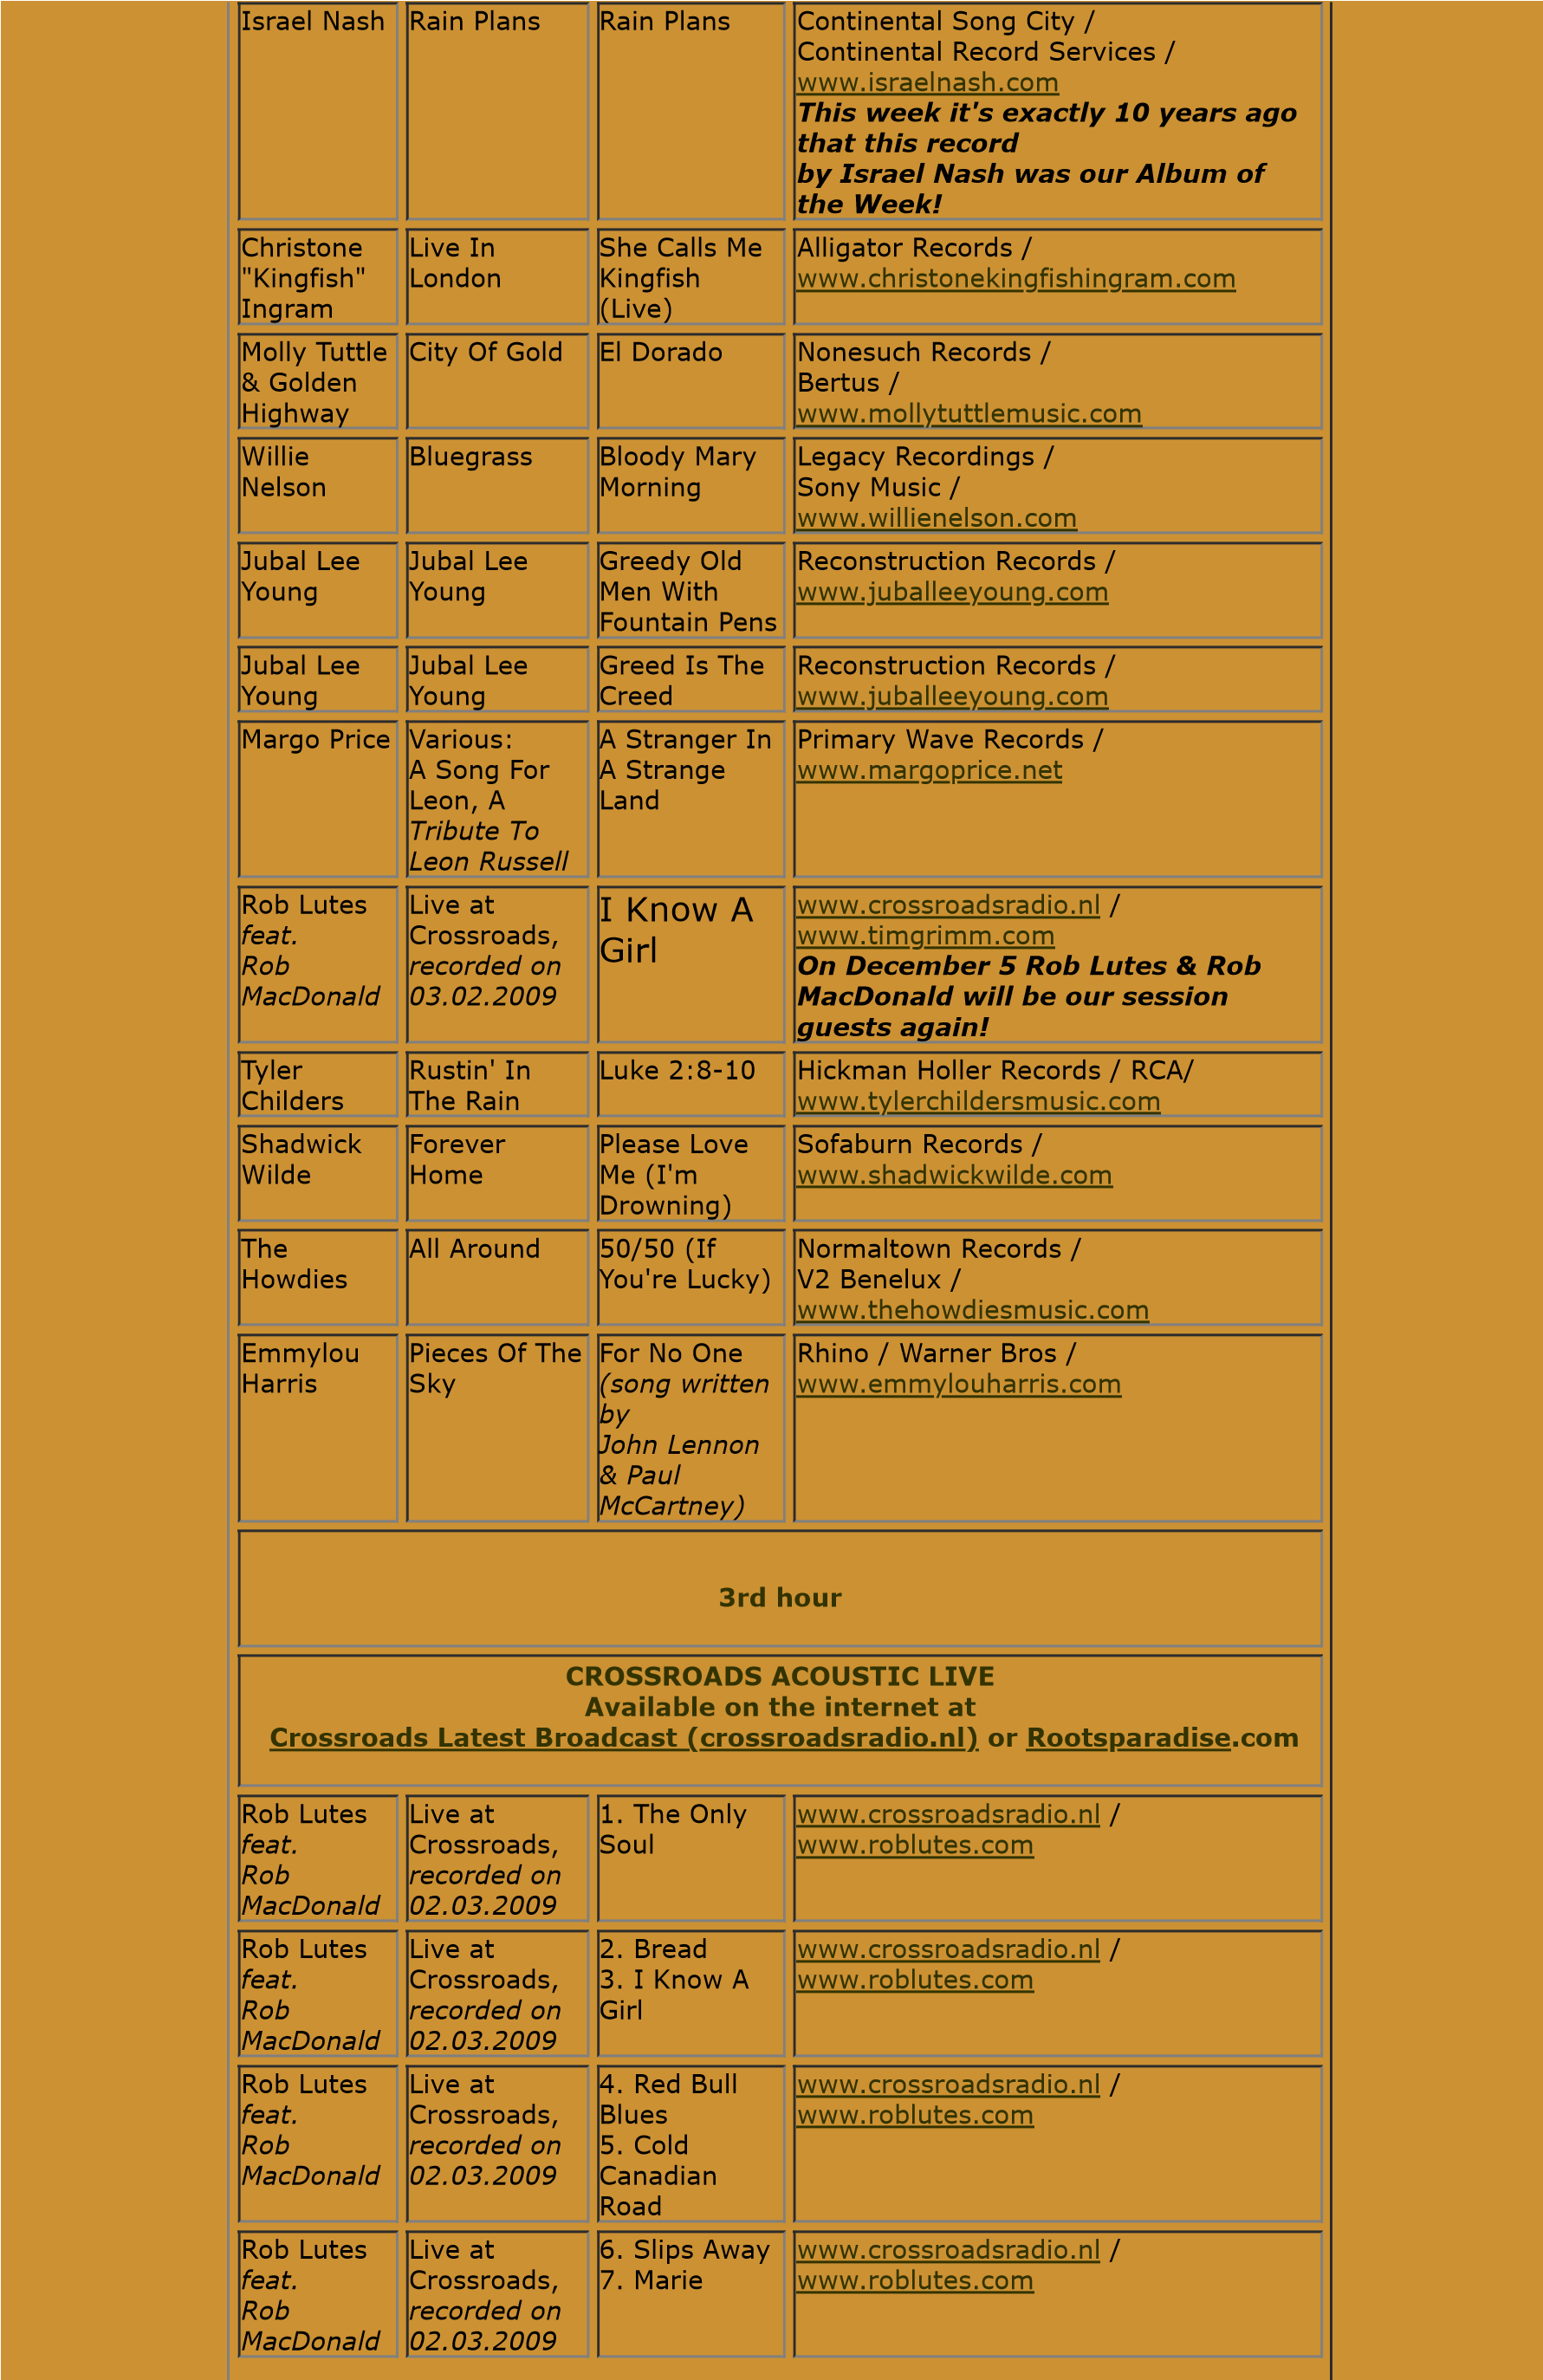 Israel Nash
Rain Plans
Rain Plans
Continental Song City /
Continental Record Services /
www.israelnash.com
This week it's exactly 10 years ago
that this record
by Israel Nash was our Album of
the Week!
Christone
"Kingfish"
Ingram
Live In
London
She Calls Me
Kingfish
(Live)
Alligator Records /
www.christonekingfishingram.com
Molly Tuttle
& Golden
Highway
City Of Gold
El Dorado
Nonesuch Records /
Bertus /
www.mollytuttlemusic.com
Willie
Nelson
Bluegrass
Bloody Mary
Morning
Legacy Recordings /
Sony Music /
www.willienelson.com
Jubal Lee
Young
Jubal Lee
Young
Greedy Old
Men With
Fountain Pens
Reconstruction Records /
www.juballeeyoung.com
Jubal Lee
Young
Jubal Lee
Young
Greed Is The
Creed
Reconstruction Records /
www.juballeeyoung.com
Margo Price
Various:
A Song For
Leon, A
Tribute To
Leon Russell
A Stranger In
A Strange
Land
Primary Wave Records /
www.margoprice.net
Rob Lutes
feat.
Rob
MacDonald
Live at
Crossroads,
recorded on
03.02.2009
I Know A
Girl
www.crossroadsradio.nl /
www.timgrimm.com
On December 5 Rob Lutes & Rob
MacDonald will be our session
guests again!
Tyler
Childers
Rustin' In
The Rain
Luke 2:8-10
Hickman Holler Records / RCA/
www.tylerchildersmusic.com
Shadwick
Wilde
Forever
Home
Please Love
Me (I'm
Drowning)
Sofaburn Records /
www.shadwickwilde.com
The
Howdies
All Around
50/50 (If
You're Lucky)
Normaltown Records /
V2 Benelux /
www.thehowdiesmusic.com
Emmylou
Harris
Pieces Of The
Sky
For No One
(song written
by
John Lennon
& Paul
McCartney)
Rhino / Warner Bros /
www.emmylouharris.com
3rd hour
CROSSROADS ACOUSTIC LIVE
Available on the internet at
Crossroads Latest Broadcast (crossroadsradio.nl) or Rootsparadise.com
Rob Lutes
feat.
Rob
MacDonald
Live at
Crossroads,
recorded on
02.03.2009
1. The Only
Soul
www.crossroadsradio.nl /
www.roblutes.com
Rob Lutes
feat.
Rob
MacDonald
Live at
Crossroads,
recorded on
02.03.2009
2. Bread
3. I Know A
Girl
www.crossroadsradio.nl /
www.roblutes.com
Rob Lutes
feat.
Rob
MacDonald
Live at
Crossroads,
recorded on
02.03.2009
4. Red Bull
Blues
5. Cold
Canadian
Road
www.crossroadsradio.nl /
www.roblutes.com
Rob Lutes
feat.
Rob
MacDonald
Live at
Crossroads,
recorded on
02.03.2009
6. Slips Away
7. Marie
www.crossroadsradio.nl /
www.roblutes.com